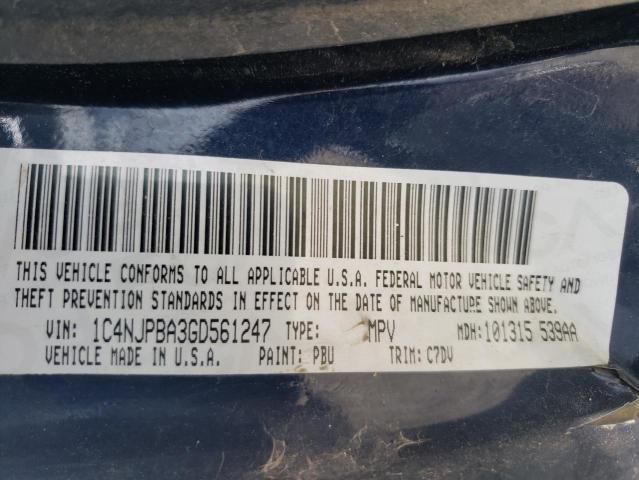 THIS VEHICLE CONFORMS TO ALL APPLICABLE U.S.A. FEDERAL MOTOR VEHICLE SAFETY AND
THEFT PREVENTION STANDARDS IN EFFECT ON THE DATE OF MANUFACTURE SHOWN ABOVE.
VIN: 1C4NJPBA3GD561247 TYPE: MPV MDH:101315 539AA
VEHICLE MADE IN U.S.A. PAINT: PBU TRIM: C7DV